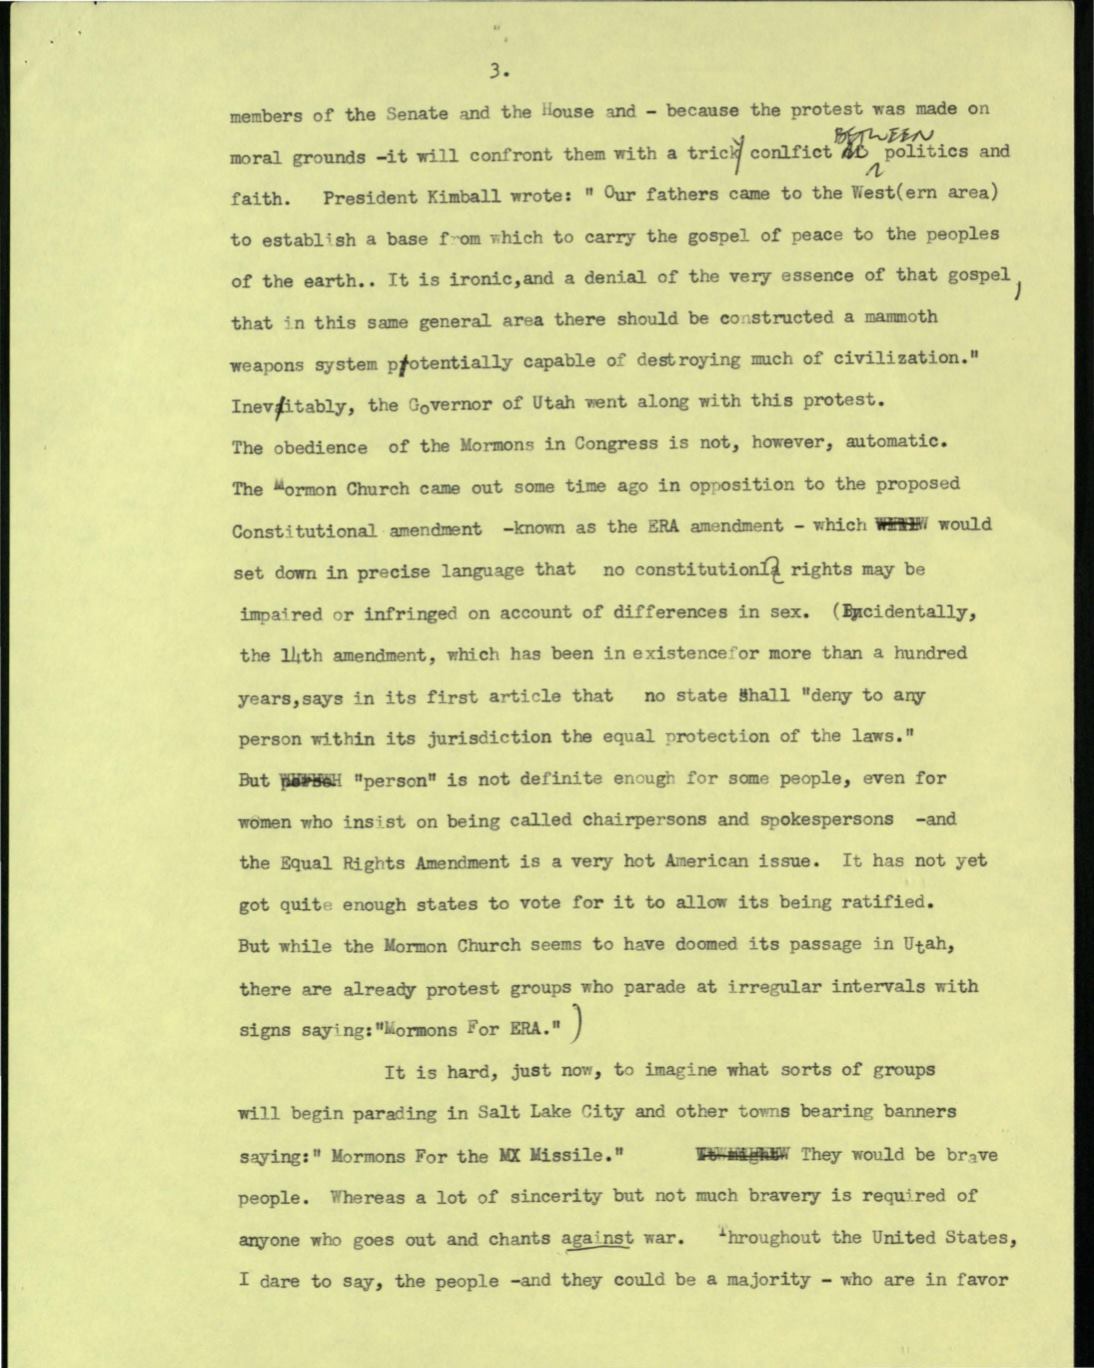 3.
members of the Senate and the House and - because the protest was made on
BETWEEN
moral grounds -it will confront them with a tricky conlfict politics and
faith. President Kimball wrote: " Our fathers came to the West(ern area)
to establish a base from which to carry the gospel of peace to the peoples
of the earth.. It is ironic,and a denial of the very essence of that gospel,
that in this same general area there should be constructed a mammoth
weapons system potentially capable of destroying much of civilization."
Inevitably, the Governor of Utah went along with this protest.
The obedience of the Mormons in Congress is not, however, automatic.
The Mormon Church came out some time ago in opposition to the proposed
Constitutional amendment -known as the ERA amendment - which would
set down in precise language that no constitutional rights may be
impaired or infringed on account of differences in sex. (Incidentally,
the 14th amendment, which has been in existencefor more than a hundred
years,says in its first article that no state shall "deny to any
person within its jurisdiction the equal protection of the laws."
But "person" is not definite enough for some people, even for
women who insist on being called chairpersons and spokespersons -and
the Equal Rights Amendment is a very hot American issue. It has not yet
got quite enough states to vote for it to allow its being ratified.
But while the Mormon Church seems to have doomed its passage in Utah,
there are already protest groups who parade at irregular intervals with
signs saying:"Mormons For ERA." )
It is hard, just now, to imagine what sorts of groups
will begin parading in Salt Lake City and other towns bearing banners
saying:" Mormons For the MX Missile." They would be brave
people. Whereas a lot of sincerity but not much bravery is required of
anyone who goes out and chants against war. Throughout the United States,
I dare to say, the people -and they could be a majority - who are in favor